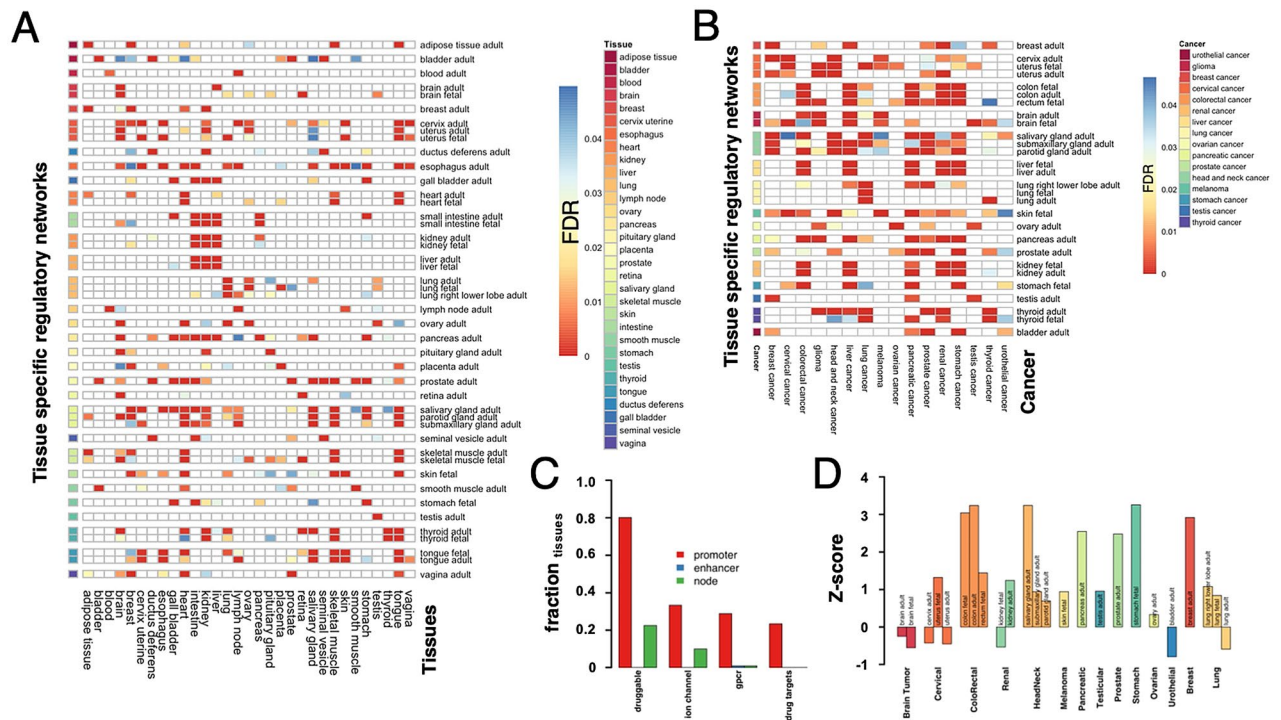 A
Tissue specific regulatory networks
adipose tissue adult
bladder adult
blood adult
brain adult
brain fetal
breast adult
cervix adult
uterus adult
uterus fetal
ductus deferens adult
esophagus adult
gall bladder adult
heart adult
heart fetal
small intestine adult
small intestine fetal
kidney adult
kidney fetal
liver adult
liver fetal
lung adult
lung fetal
lung right lower lobe adult
lymph node adult
ovary adult
pancreas adult
pituitary gland adult
placenta adult
prostate adult
retina adult
salivary gland adult
parotid gland adult
submaxillary gland adult
seminal vesicle adult
skeletal muscle adult
skeletal muscle fetal
skin fetal
smooth muscle adult
stomach fetal
testis adult
thyroid adult
thyroid fetal
tongue fetal
tongue adult
vagina adult
adipose tissue
bladder
blood
brain
breast
cervix uterine
ductus deferens
esophagus
gall bladder
heart
intestine
kidney
liver
lung
lymph node
ovary
pancreas
pituitary gland
placenta
prostate
retina
salivary gland
seminal vesicle
skeletal muscle
skin
smooth muscle
stomach
testis
thyroid
tongue
vagina
Tissues
FDR
0.04
0.03
0.02
0.01
0
Tissue
adipose tissue
bladder
blood
brain
breast
cervix uterine
esophagus
heart
kidney
liver
lung
lymph node
ovary
pancreas
pituitary gland
placenta
prostate
retina
salivary gland
skeletal muscle
skin
intestine
smooth muscle
stomach
testis
thyroid
tongue
ductus deferens
gall bladder
seminal vesicle
vagina
B
Tissue specific regulatory networks
breast adult
cervix adult
uterus fetal
uterus adult
colon fetal
colon adult
rectum fetal
brain adult
brain fetal
salivary gland adult
submaxillary gland adult
parotid gland adult
liver fetal
liver adult
lung right lower lobe adult
lung fetal
lung adult
skin fetal
ovary adult
pancreas adult
prostate adult
kidney fetal
kidney adult
stomach fetal
testis adult
thyroid adult
thyroid fetal
bladder adult
Cancer
breast cancer
cervical cancer
colorectal cancer
glioma
head and neck cancer
liver cancer
lung cancer
melanoma
ovarian cancer
pancreatic cancer
prostate cancer
renal cancer
stomach cancer
testis cancer
thyroid cancer
urothelial cancer
Cancer
FDR
0.04
0.03
0.02
0.01
0
Cancer
urothelial cancer
glioma
breast cancer
cervical cancer
colorectal cancer
renal cancer
liver cancer
lung cancer
ovarian cancer
pancreatic cancer
prostate cancer
head and neck cancer
melanoma
stomach cancer
testis cancer
thyroid cancer
C
fraction tissues
1.0
0.8
0.6
0.4
0.2
0
promoter
enhancer
node
druggable
ion channel
gpcr
drug targets
D
Z-score
4
3
2
1
0
-1
brain adult
brain fetal
cervix adult
uterus fetal
uterus adult
colon fetal
colon adult
rectum fetal
kidney fetal
kidney adult
salivary gland adult
submaxillary gland adult
parotid gland adult
skin fetal
pancreas adult
testis adult
prostate adult
stomach fetal
ovary adult
bladder adult
breast adult
lung right lower lobe adult
lung fetal
lung adult
Brain Tumor
Cervical
ColoRectal
Renal
HeadNeck
Melanoma
Pancreatic
Testicular
Prostate
Stomach
Ovarian
Urothelial
Breast
Lung